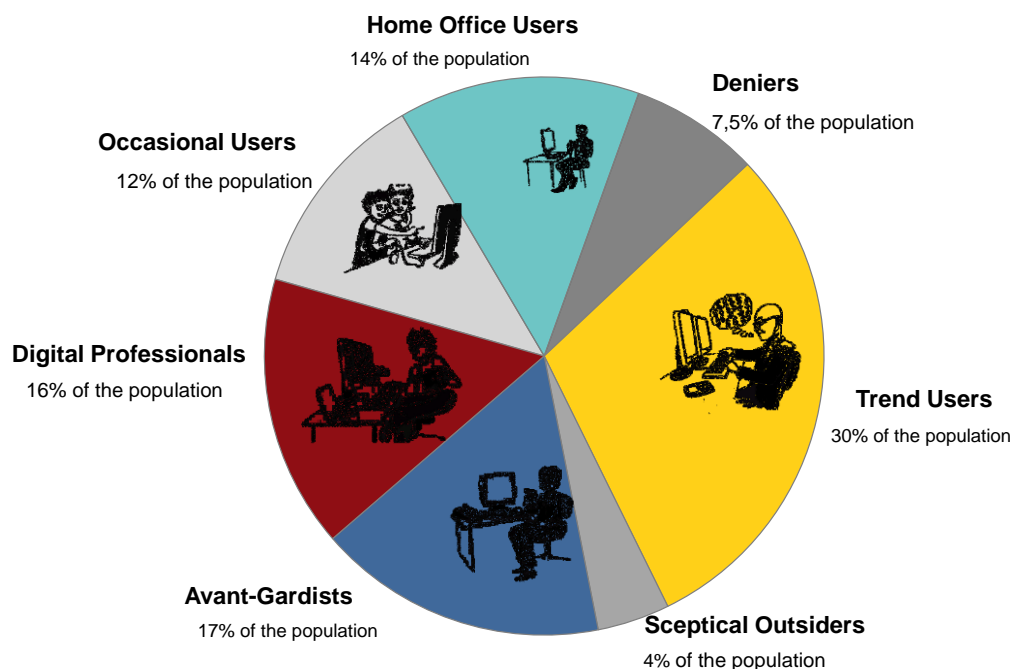 Home Office Users
14% of the population
Deniers
7,5% of the population
Occasional Users
12% of the population
Digital Professionals
16% of the population
Trend Users
30% of the population
Avant-Gardists
17% of the population
Sceptical Outsiders
4% of the population